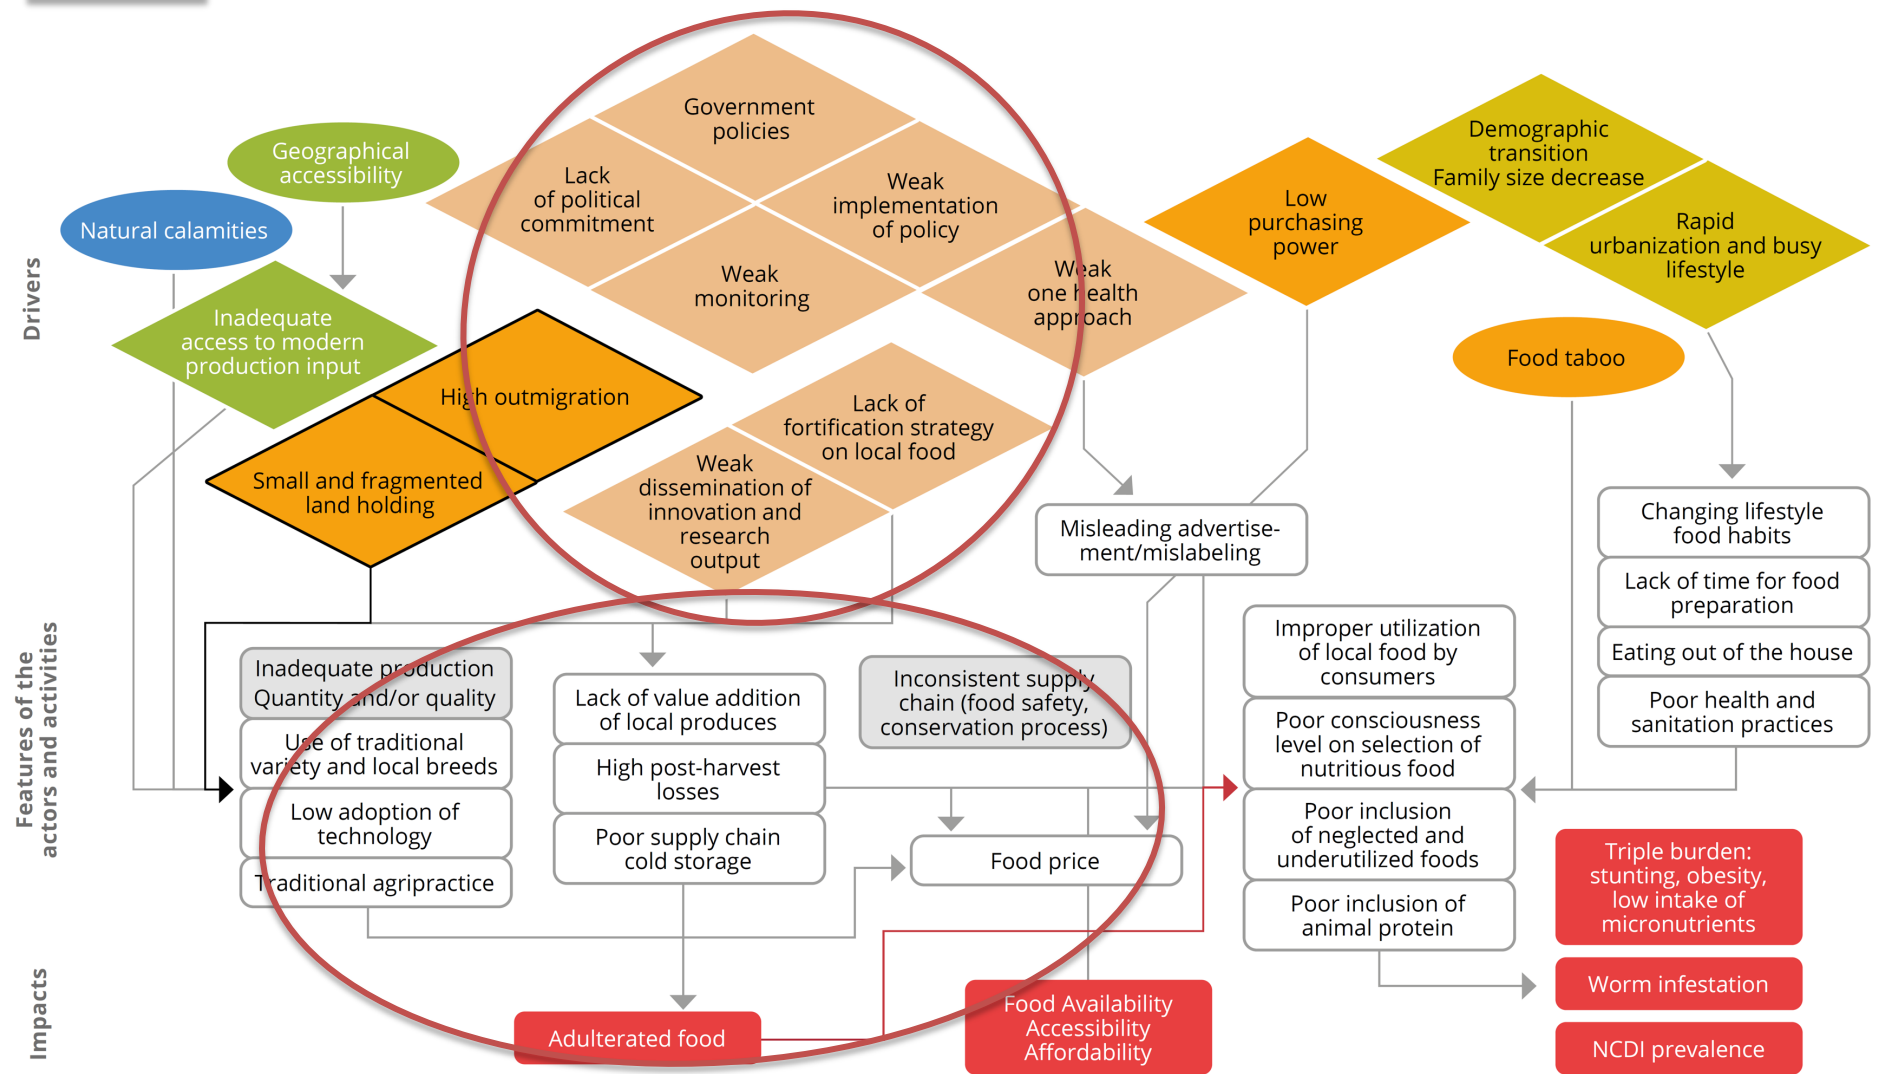 Drivers
Features of the
actors and activities
Impacts
Natural calamities
Geographical
accessibility
Inadequate
access to modern
production input
High outmigration
Small and fragmented
land holding
Government
policies
Lack
of political
commitment
Weak
implementation
of policy
Weak
monitoring
Weak
one health
approach
Lack of
fortification strategy
on local food
Weak
dissemination of
innovation and
research
output
Low
purchasing
power
Demographic
transition
Family size decrease
Rapid
urbanization and busy
lifestyle
Food taboo
Misleading advertise-
ment/mislabeling
Changing lifestyle
food habits
Lack of time for food
preparation
Eating out of the house
Poor health and
sanitation practices
Inadequate production
Quantity and/or quality
Use of traditional
variety and local breeds
Low adoption of
technology
Traditional agripractice
Lack of value addition
of local produces
High post-harvest
losses
Poor supply chain
cold storage
Inconsistent supply
chain (food safety,
conservation process)
Food price
Improper utilization
of local food by
consumers
Poor consciousness
level on selection of
nutritious food
Poor inclusion
of neglected and
underutilized foods
Poor inclusion of
animal protein
Adulterated food
Food Availability
Accessibility
Affordability
Triple burden:
stunting, obesity,
low intake of
micronutrients
Worm infestation
NCDI prevalence